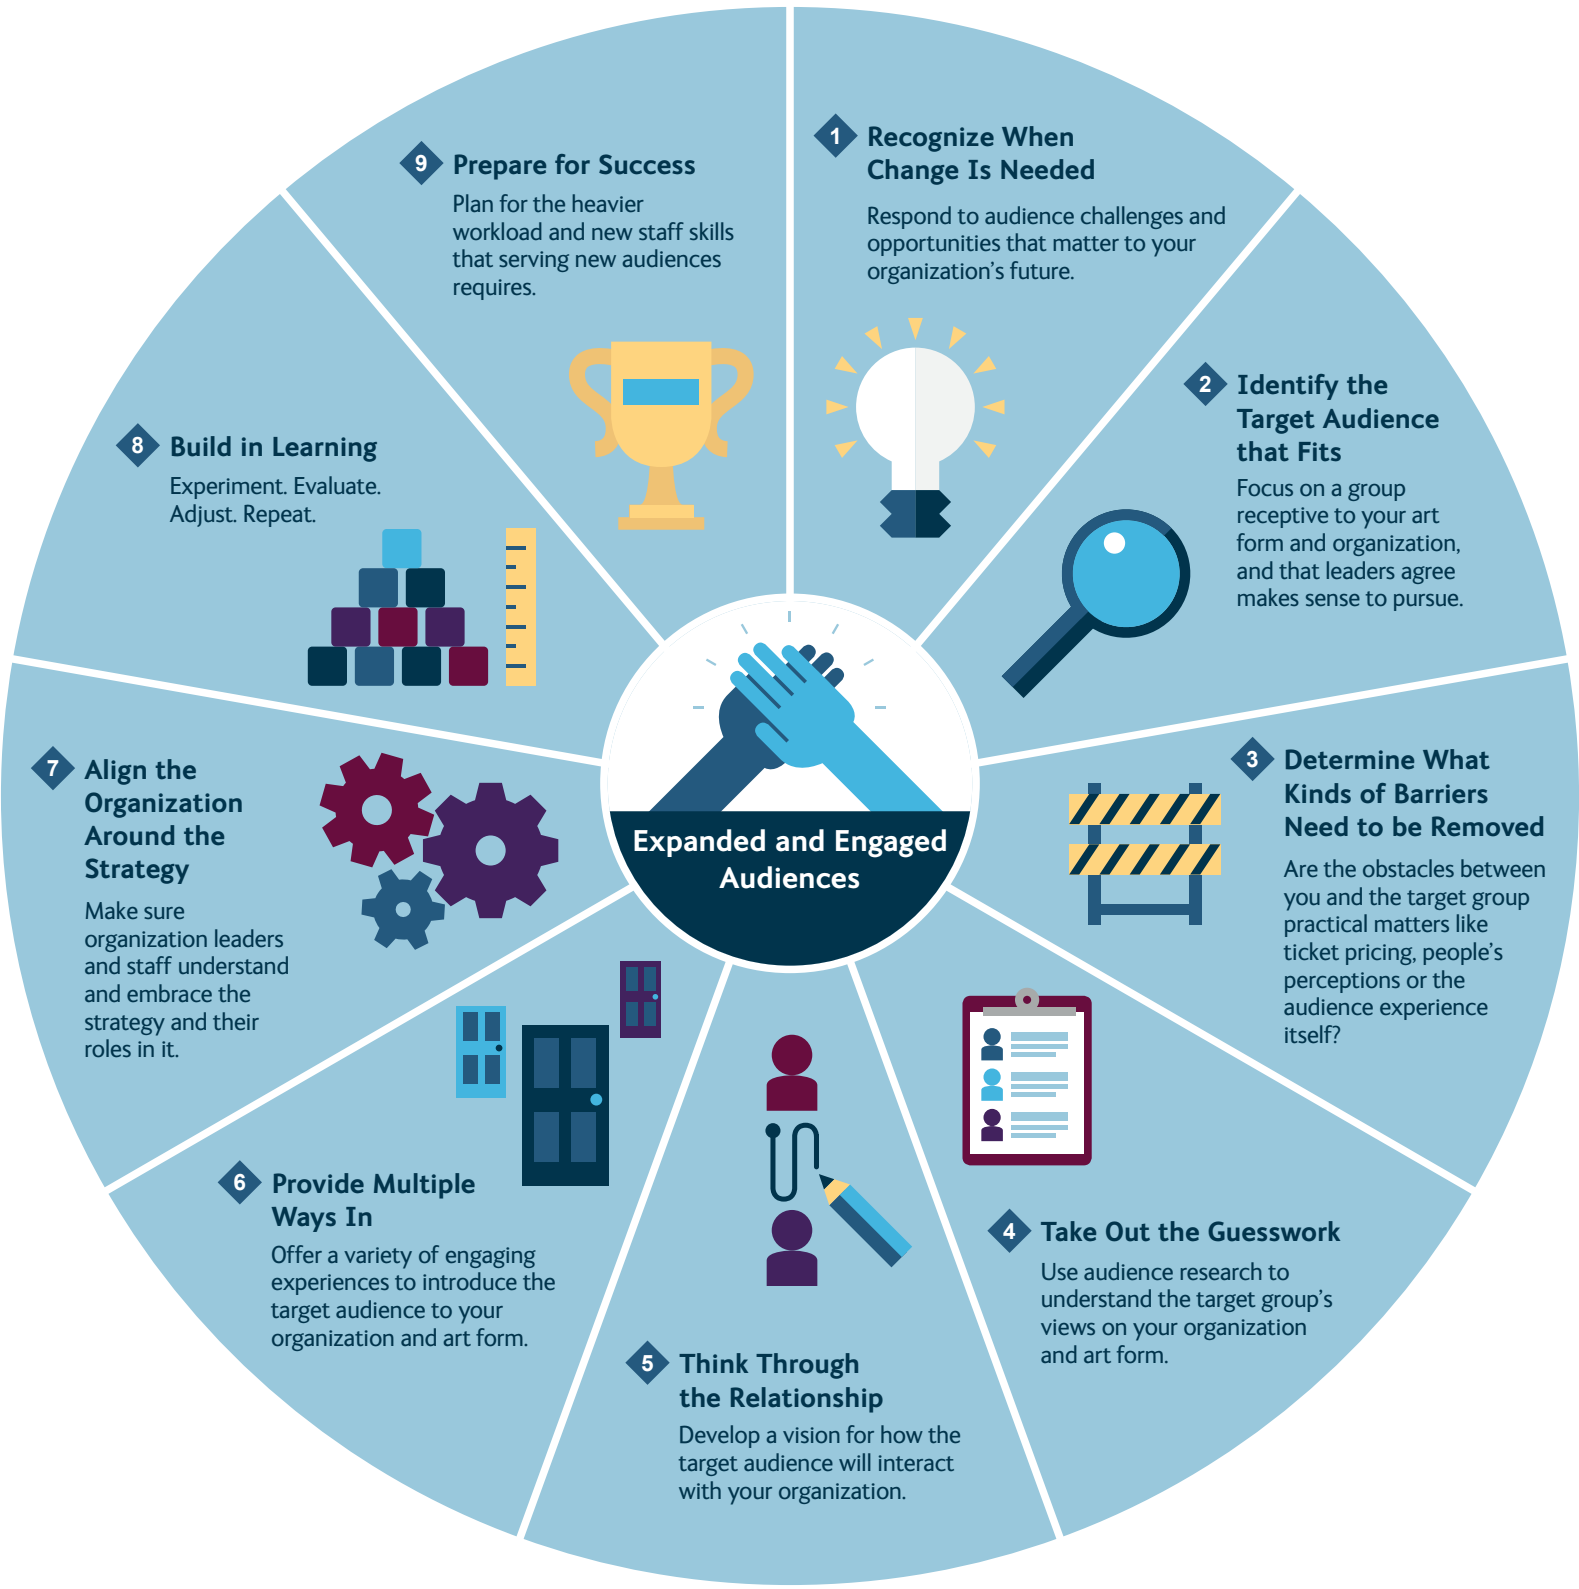 1
Recognize When
Change Is Needed
Respond to audience challenges and
opportunities that matter to your
organization's future.
2
Identify the
Target Audience
that Fits
Focus on a group
receptive to your art
form and organization,
and that leaders agree
makes sense to pursue.
3
Determine What
Kinds of Barriers
Need to be Removed
Are the obstacles between
you and the target group
practical matters like
ticket pricing, people's
perceptions or the
audience experience
itself?
4
Take Out the Guesswork
Use audience research to
understand the target group's
views on your organization
and art form.
5
Think Through
the Relationship
Develop a vision for how the
target audience will interact
with your organization.
6
Provide Multiple
Ways In
Offer a variety of engaging
experiences to introduce the
target audience to your
organization and art form.
7
Align the
Organization
Around the
Strategy
Make sure
organization leaders
and staff understand
and embrace the
strategy and their
roles in it.
8
Build in Learning
Experiment. Evaluate.
Adjust. Repeat.
9
Prepare for Success
Plan for the heavier
workload and new staff skills
that serving new audiences
requires.
Expanded and Engaged
Audiences